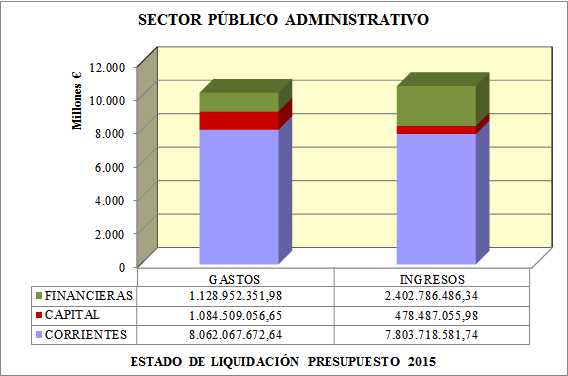 SECTOR PÚBLICO ADMINISTRATIVO
Millones €
12.000
10.000
8.000
6.000
4.000
2.000
0
GASTOS INGRESOS
FINANCIERAS 1.128.952.351,98 2.402.786.486,34
CAPITAL 1.084.509.056,65 478.487.055,98
CORRIENTES 8.062.067.672,64 7.803.718.581,74
ESTADO DE LIQUIDACIÓN PRESUPUESTO 2015